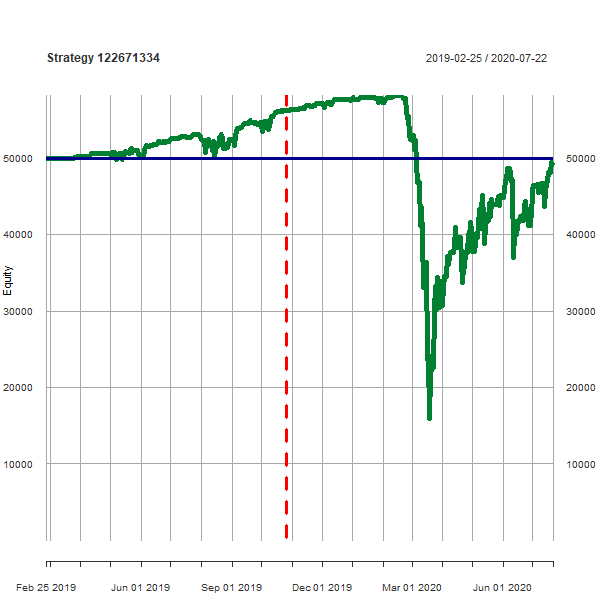 Strategy 122671334
2019-02-25 / 2020-07-22
50000
50000
40000
40000
Equity
30000
30000
20000
20000
10000
10000
Feb 25 2019
Jun 01 2019
Sep 01 2019
Dec 01 2019
Mar 01 2020
Jun 01 2020